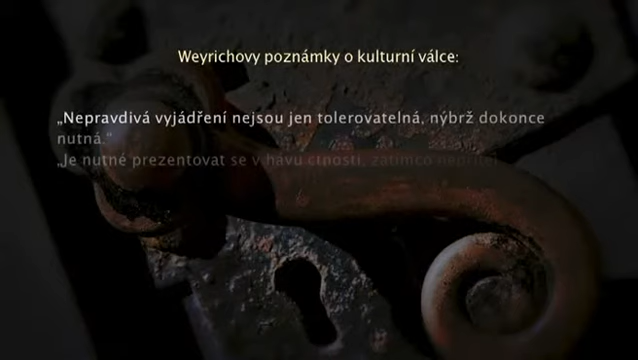 Weyrichovy poznámky o kulturní válce:
„Nepravdivá vyjádření nejsou jen tolerovatelná, nýbrž dokonce
nutná.“
„Je nutné prezentovat se v hávu ctnosti, zatímco nepřítel